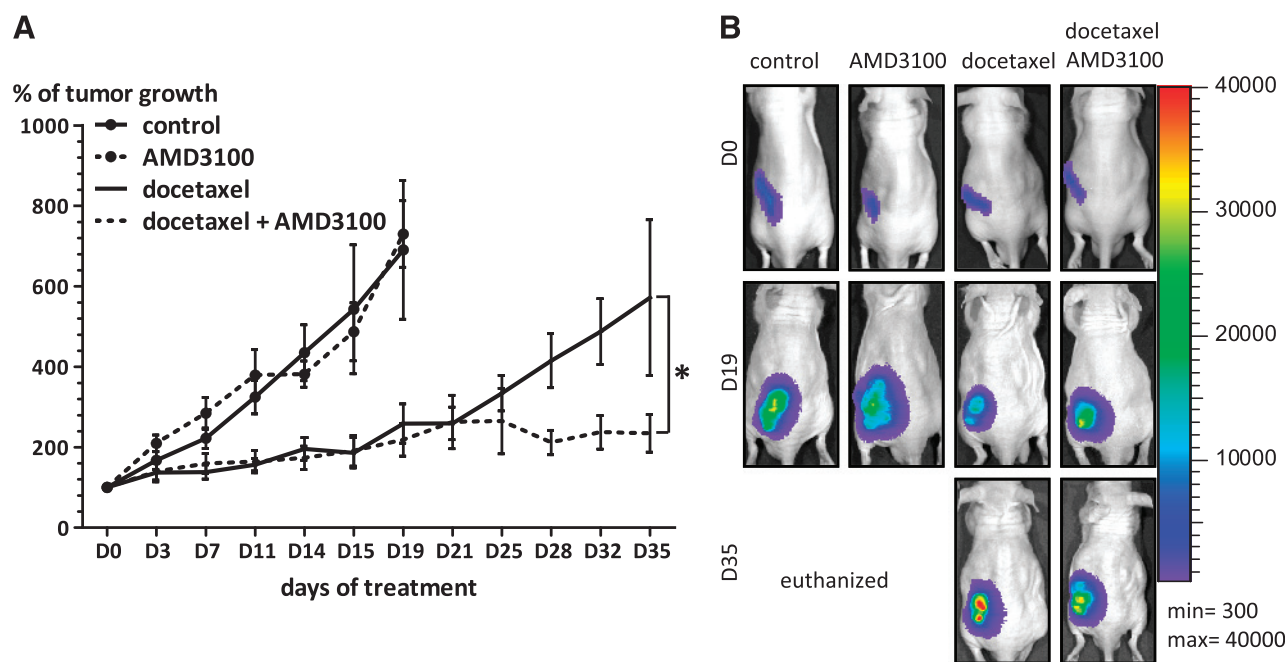 A
% of tumor growth
1000
800
600
400
200
0
control
AMD3100
docetaxel
docetaxel + AMD3100
*
D0 D3 D7 D11 D14 D15 D19 D21 D25 D28 D32 D35
days of treatment
B
control AMD3100 docetaxel docetaxel
AMD3100
D0
D19
D35
euthanized
40000
30000
20000
10000
min= 300
max= 40000